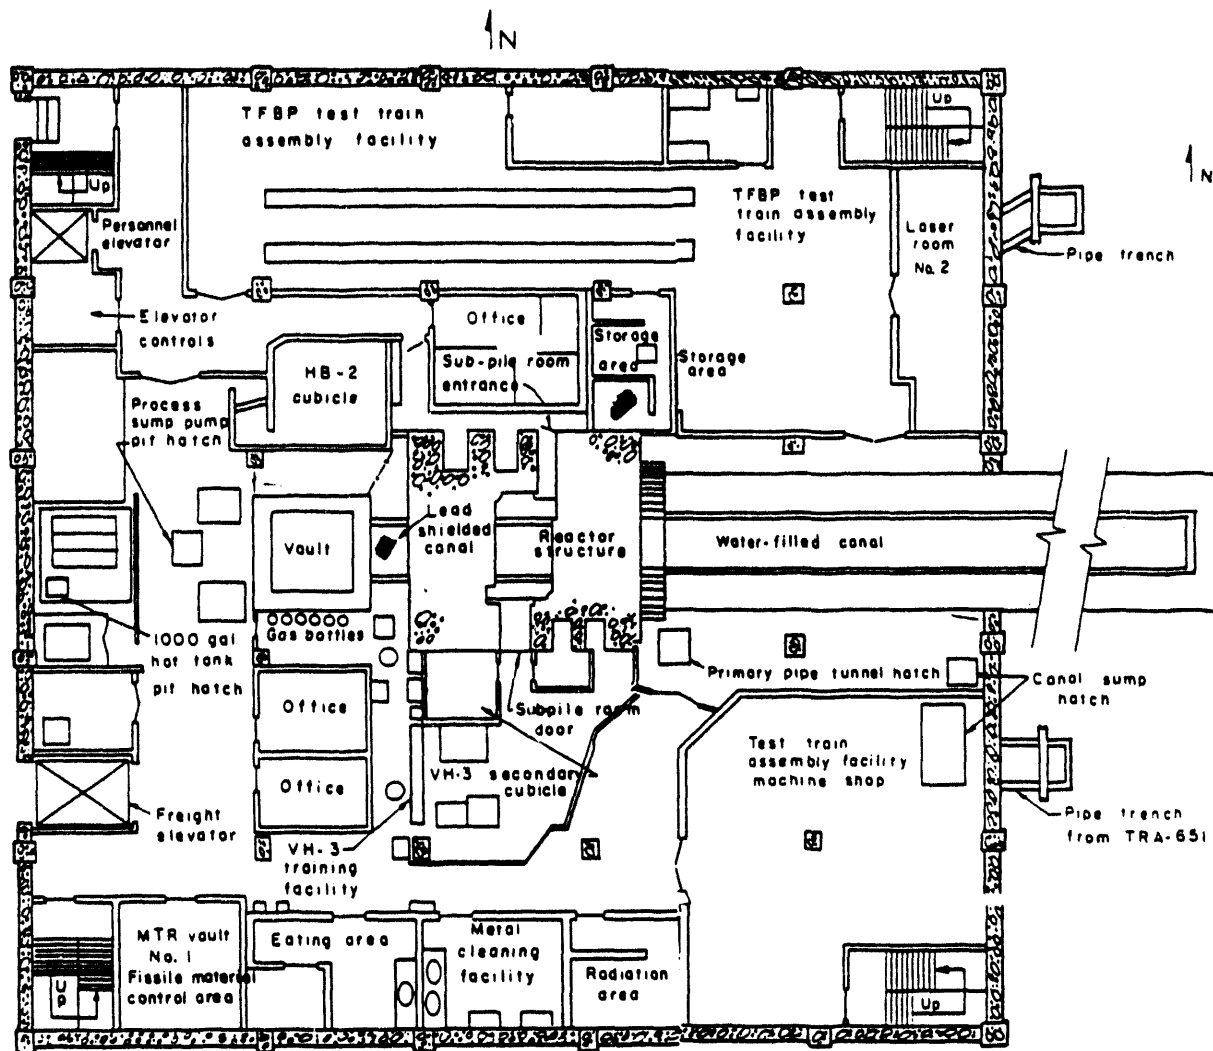 N
TFBP test train
assembly facility
Up
Up
N
Personnel
elevator
TFBP test
train assembly
facility
Laser
room
No. 2
Pipe trench
Elevator
controls
Office
Storage
area
Storage
area
Sub-pile room
entrance
HB-2
cubicle
Process
sump pump
pit hatch
Lead
shielded
canal
Vault
Reactor
structure
Water-filled canal
Gas bottles
1000 gal
hot tank
pit hatch
Primary pipe tunnel hatch
Canal sump
hatch
Office
Subpile room
door
Test train
assembly facility
machine shop
VH-3 secondary
cubicle
Office
Freight
elevator
Pipe trench
from TRA-651
VH-3
training
facility
MTR vault
No. 1
Fissile material
control area
Eating area
Metal
cleaning
facility
Radiation
area
Up
Up